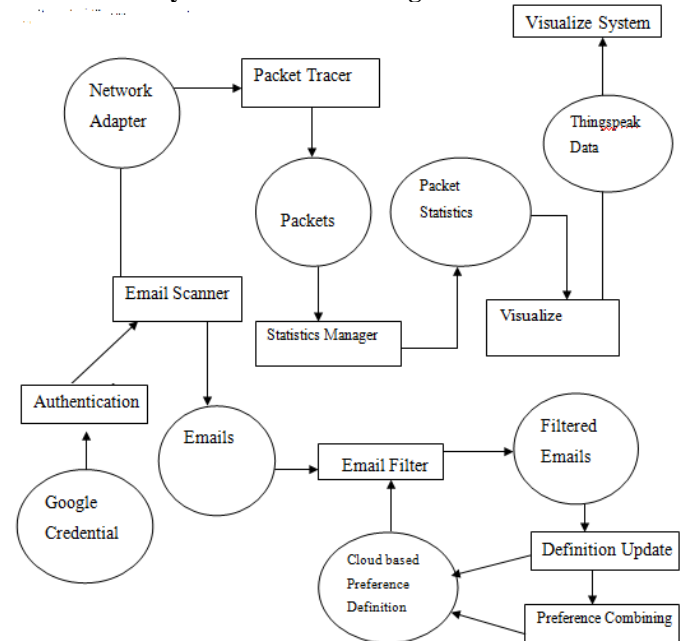 Visualize System
Network
Adapter
Packet Tracer
Thingspeak
Data
Packets
Packet
Statistics
Email Scanner
Statistics Manager
Visualize
Authentication
Emails
Email Filter
Filtered
Emails
Google
Credential
Cloud based
Preference
Definition
Definition Update
Preference Combining